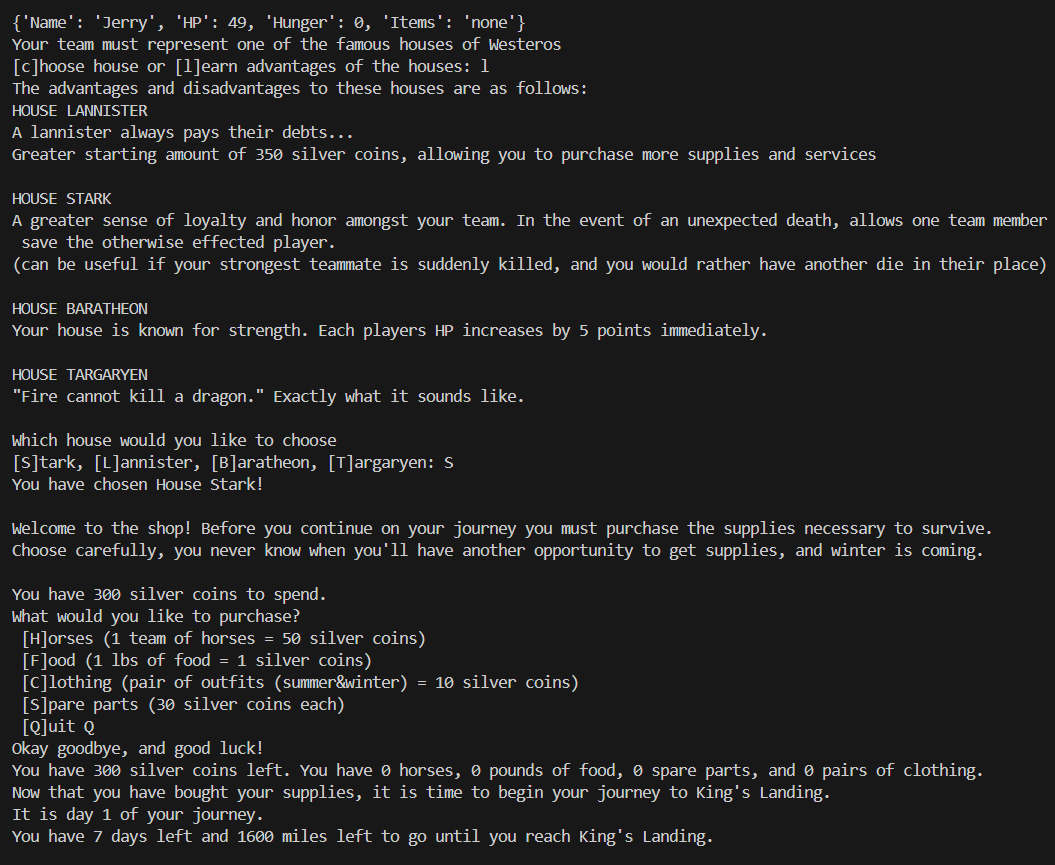 {'Name': 'Jerry', 'HP': 49, 'Hunger': 0, 'Items': 'none'}
Your team must represent one of the famous houses of Westeros
[c]hoose house or [l]earn advantages of the houses: l
The advantages and disadvantages to these houses are as follows:
HOUSE LANNISTER
A lannister always pays their debts...
Greater starting amount of 350 silver coins, allowing you to purchase more supplies and services

HOUSE STARK
A greater sense of loyalty and honor amongst your team. In the event of an unexpected death, allows one team member
 save the otherwise effected player.
(can be useful if your strongest teammate is suddenly killed, and you would rather have another die in their place)

HOUSE BARATHEON
Your house is known for strength. Each players HP increases by 5 points immediately.

HOUSE TARGARYEN
"Fire cannot kill a dragon." Exactly what it sounds like.

Which house would you like to choose
[S]tark, [L]annister, [B]aratheon, [T]argaryen: S
You have chosen House Stark!

Welcome to the shop! Before you continue on your journey you must purchase the supplies necessary to survive.
Choose carefully, you never know when you'll have another opportunity to get supplies, and winter is coming.

You have 300 silver coins to spend.
What would you like to purchase?
 [H]orses (1 team of horses = 50 silver coins)
 [F]ood (1 lbs of food = 1 silver coins)
 [C]lothing (pair of outfits (summer&winter) = 10 silver coins)
 [S]pare parts (30 silver coins each)
 [Q]uit Q
Okay goodbye, and good luck!
You have 300 silver coins left. You have 0 horses, 0 pounds of food, 0 spare parts, and 0 pairs of clothing.
Now that you have bought your supplies, it is time to begin your journey to King's Landing.
It is day 1 of your journey.
You have 7 days left and 1600 miles left to go until you reach King's Landing.